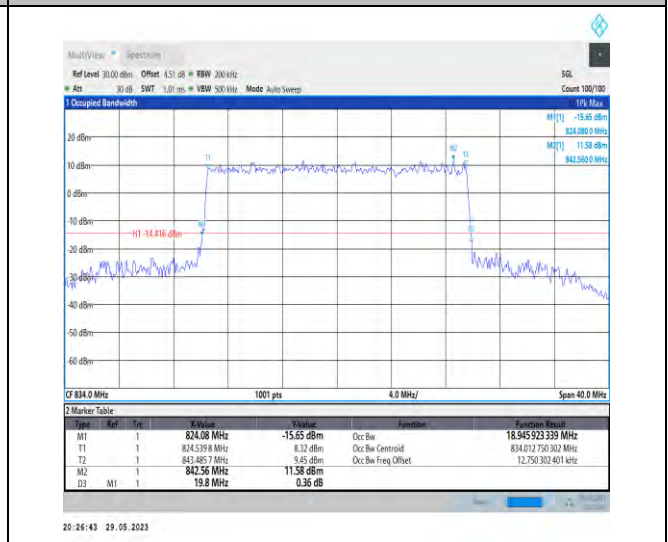 MultiView Spectrum
Ref Level 30.00 dBm Offset 4.51 dB RBW 200 kHz SGL
Att 30 dB SWT 1.01 ms VBW 500 kHz Mode Auto Sweep Count 100/100
1 Occupied Bandwidth 1Pk Max
M1[1] -15.65 dBm
824.080 0 MHz
M2[1] 11.58 dBm
842.560 0 MHz
20 dBm
M2
T1
T2
10 dBm
0 dBm
-10 dBm
M1
H1 -14.416 dBm
D3
-20 dBm
-30 dBm
-40 dBm
-50 dBm
-60 dBm
CF 834.0 MHz 1001 pts 4.0 MHz/ Span 40.0 MHz
2 Marker Table
Type Ref Trc X-Value Y-Value Function Function Result
M1 1 824.08 MHz -15.65 dBm Occ Bw 18.945 923 339 MHz
T1 1 824.539 8 MHz 8.32 dBm Occ Bw Centroid 834.012 750 302 MHz
T2 1 843.485 7 MHz 9.45 dBm Occ Bw Freq Offset 12.750 302 401 kHz
M2 1 842.56 MHz 11.58 dBm
D3 M1 1 19.8 MHz 0.36 dB
20:26:43 29.05.2023